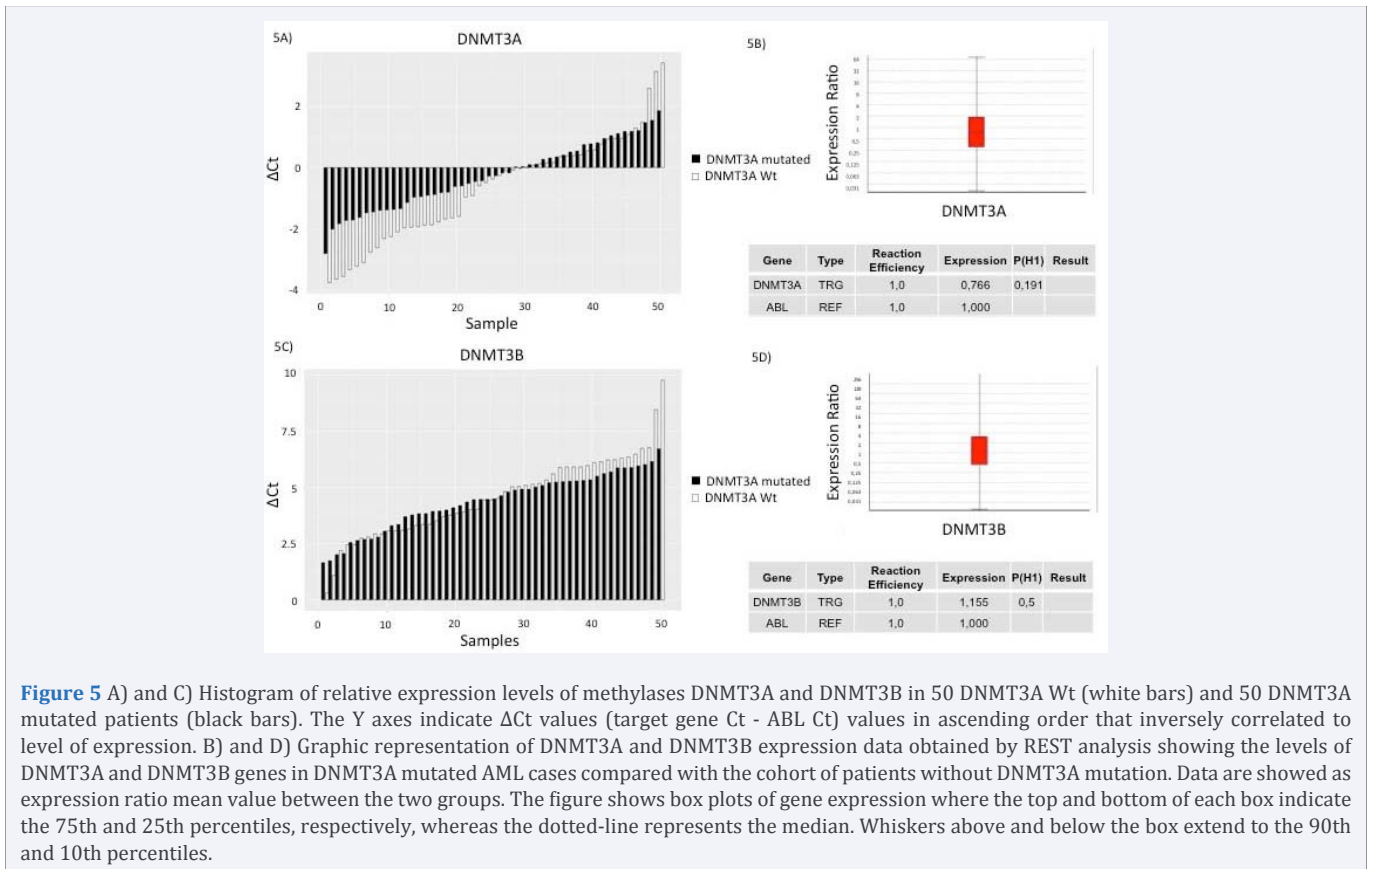 5A)
DNMT3A
2
0
-2
-4
ΔCt
0
10
20
30
40
50
Sample
■ DNMT3A mutated
□ DNMT3A Wt
5B)
Expression Ratio
DNMT3A
Gene Type Reaction Efficiency Expression P(H1) Result
DNMT3A TRG 1,0 0,766 0,191
ABL REF 1,0 1,000
5C)
DNMT3B
10
7.5
5
2.5
0
ΔCt
0
10
20
30
40
50
Samples
■ DNMT3A mutated
□ DNMT3A Wt
5D)
Expression Ratio
DNMT3B
Gene Type Reaction Efficiency Expression P(H1) Result
DNMT3B TRG 1,0 1,155 0,5
ABL REF 1,0 1,000
Figure 5 A) and C) Histogram of relative expression levels of methylases DNMT3A and DNMT3B in 50 DNMT3A Wt (white bars) and 50 DNMT3A
mutated patients (black bars). The Y axes indicate ΔCt values (target gene Ct - ABL Ct) values in ascending order that inversely correlated to
level of expression. B) and D) Graphic representation of DNMT3A and DNMT3B expression data obtained by REST analysis showing the levels of
DNMT3A and DNMT3B genes in DNMT3A mutated AML cases compared with the cohort of patients without DNMT3A mutation. Data are showed as
expression ratio mean value between the two groups. The figure shows box plots of gene expression where the top and bottom of each box indicate
the 75th and 25th percentiles, respectively, whereas the dotted-line represents the median. Whiskers above and below the box extend to the 90th
and 10th percentiles.